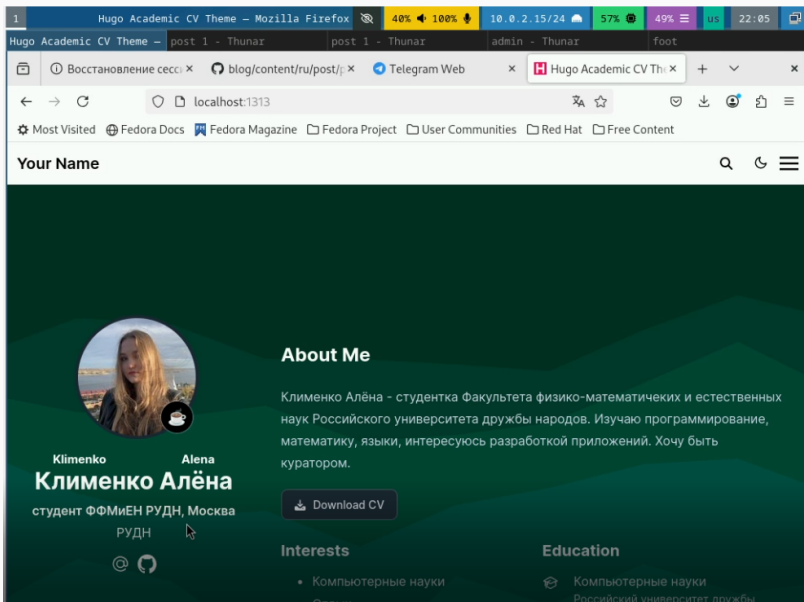 1
Hugo Academic CV Theme — Mozilla Firefox
40%
100%
10.0.2.15/24
57%
49%
us
22:05
Hugo Academic CV Theme —
post 1 - Thunar
post 1 - Thunar
admin - Thunar
foot
Восстановление сесс
blog/content/ru/post/p
Telegram Web
Hugo Academic CV The
localhost:1313
Most Visited
Fedora Docs
Fedora Magazine
Fedora Project
User Communities
Red Hat
Free Content
Your Name
About Me
Клименко Алёна - студентка Факультета физико-математичеких и естественных
наук Российского университета дружбы народов. Изучаю программирование,
математику, языки, интересуюсь разработкой приложений. Хочу быть
куратором.
Klimenko Alena
Клименко Алёна
студент ФФМиЕН РУДН, Москва
РУДН
Download CV
Interests
Компьютерные науки
Education
Компьютерные науки
Российский университет дружбы